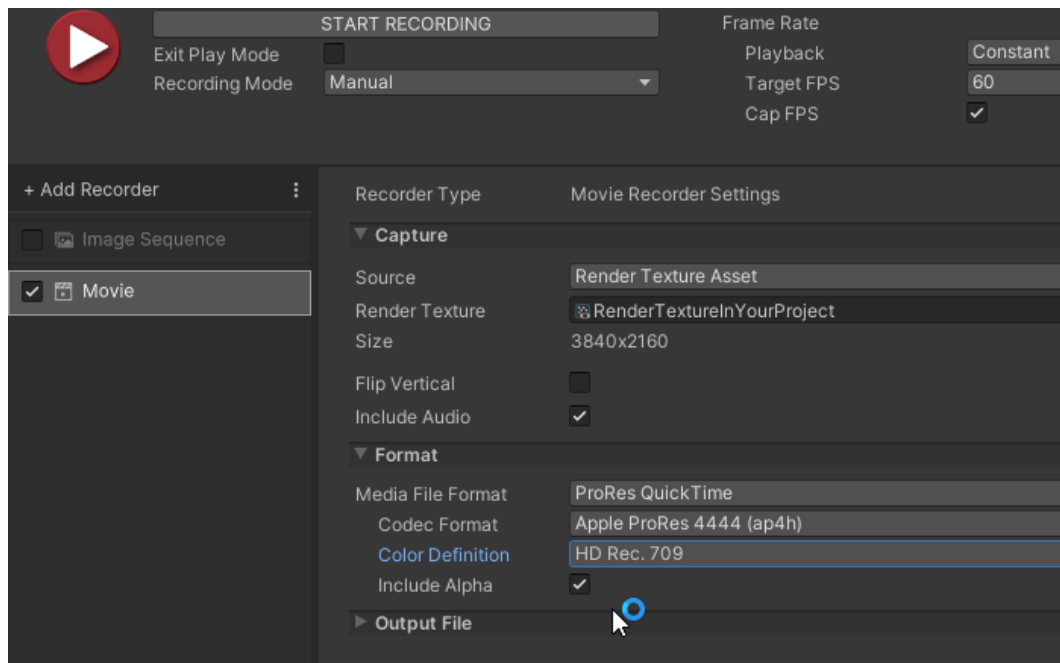 START RECORDING
Exit Play Mode
Recording Mode Manual
Frame Rate
Playback Constant
Target FPS 60
Cap FPS
+ Add Recorder
Image Sequence
Movie
Recorder Type Movie Recorder Settings
Capture
Source Render Texture Asset
Render Texture RenderTextureInYourProject
Size 3840x2160
Flip Vertical
Include Audio
Format
Media File Format ProRes QuickTime
Codec Format Apple ProRes 4444 (ap4h)
Color Definition HD Rec. 709
Include Alpha
Output File